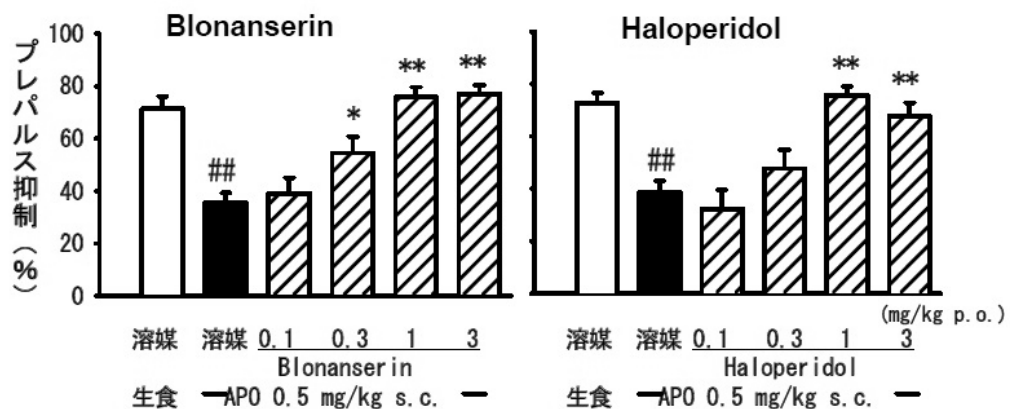 Blonanserin
Haloperidol
プレパルス抑制（%）
100
80
60
40
20
0
##
*
**
**
##
**
**
(mg/kg p.o.)
溶媒 溶媒 0.1 0.3 1 3
Blonanserin
生食 APO 0.5 mg/kg s.c.
溶媒 溶媒 0.1 0.3 1 3
Haloperidol
生食 APO 0.5 mg/kg s.c.